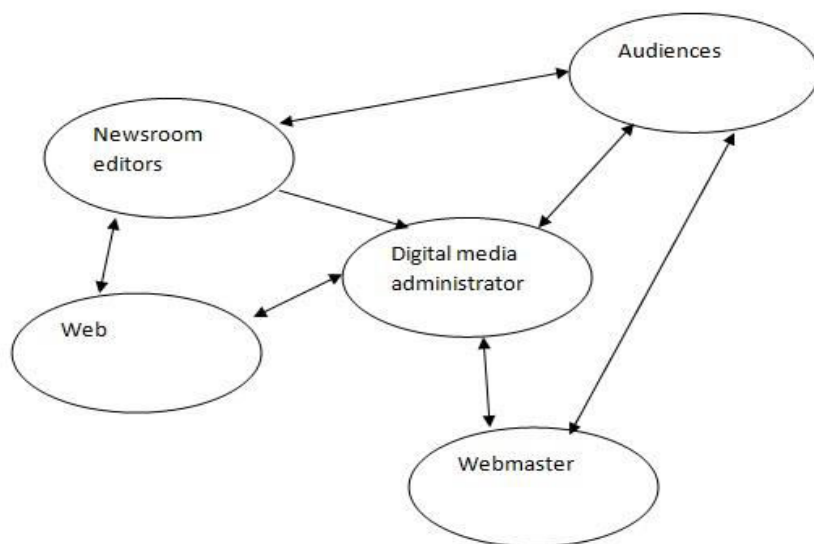 Audiences
Newsroom
editors
Digital media
administrator
Web
Webmaster